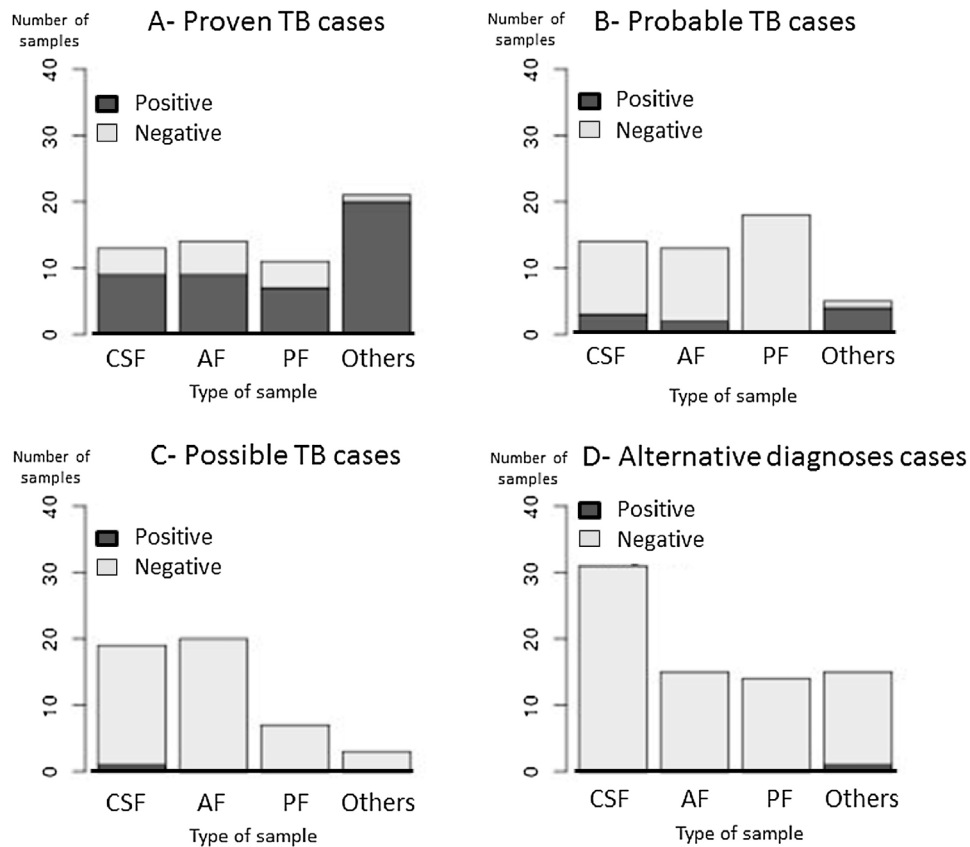 Number of
samples
A- Proven TB cases
40
30
20
10
0
Positive
Negative
CSF AF PF Others
Type of sample
Number of
samples
B- Probable TB cases
40
30
20
10
0
Positive
Negative
CSF AF PF Others
Type of sample
Number of
samples
C- Possible TB cases
40
30
20
10
0
Positive
Negative
CSF AF PF Others
Type of sample
Number of
samples
D- Alternative diagnoses cases
40
30
20
10
0
Positive
Negative
CSF AF PF Others
Type of sample